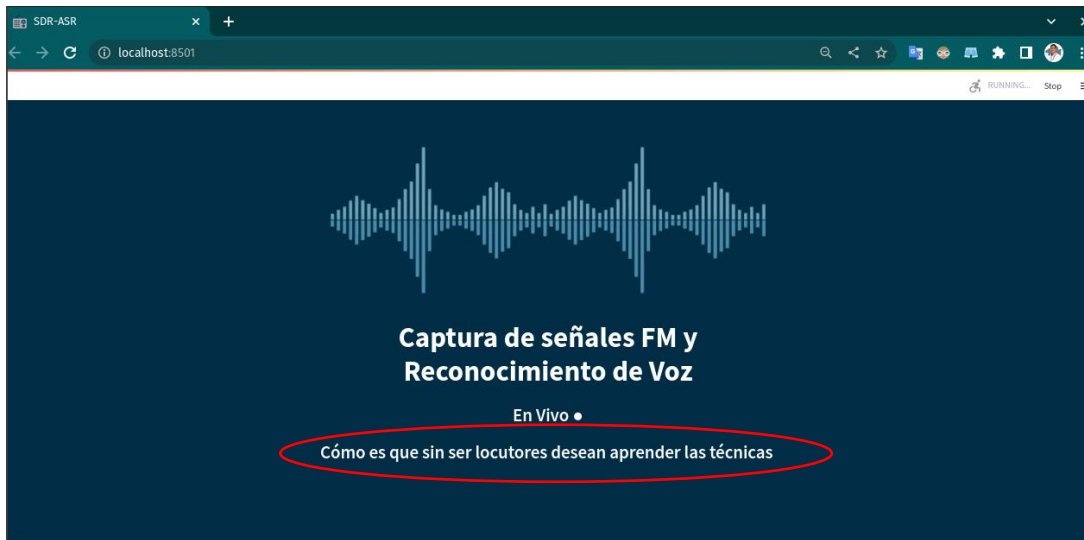 SDR-ASR
localhost:8501
RUNNING... Stop
Captura de señales FM y
Reconocimiento de Voz
En Vivo ●
Cómo es que sin ser locutores desean aprender las técnicas